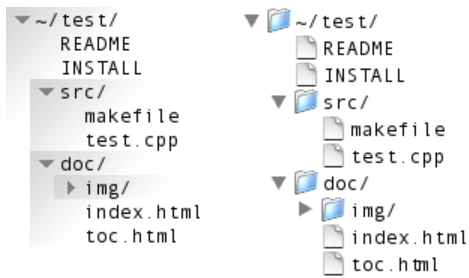 ~/test/
README
INSTALL
src/
makefile
test.cpp
doc/
img/
index.html
toc.html
~/test/
README
INSTALL
src/
makefile
test.cpp
doc/
img/
index.html
toc.html